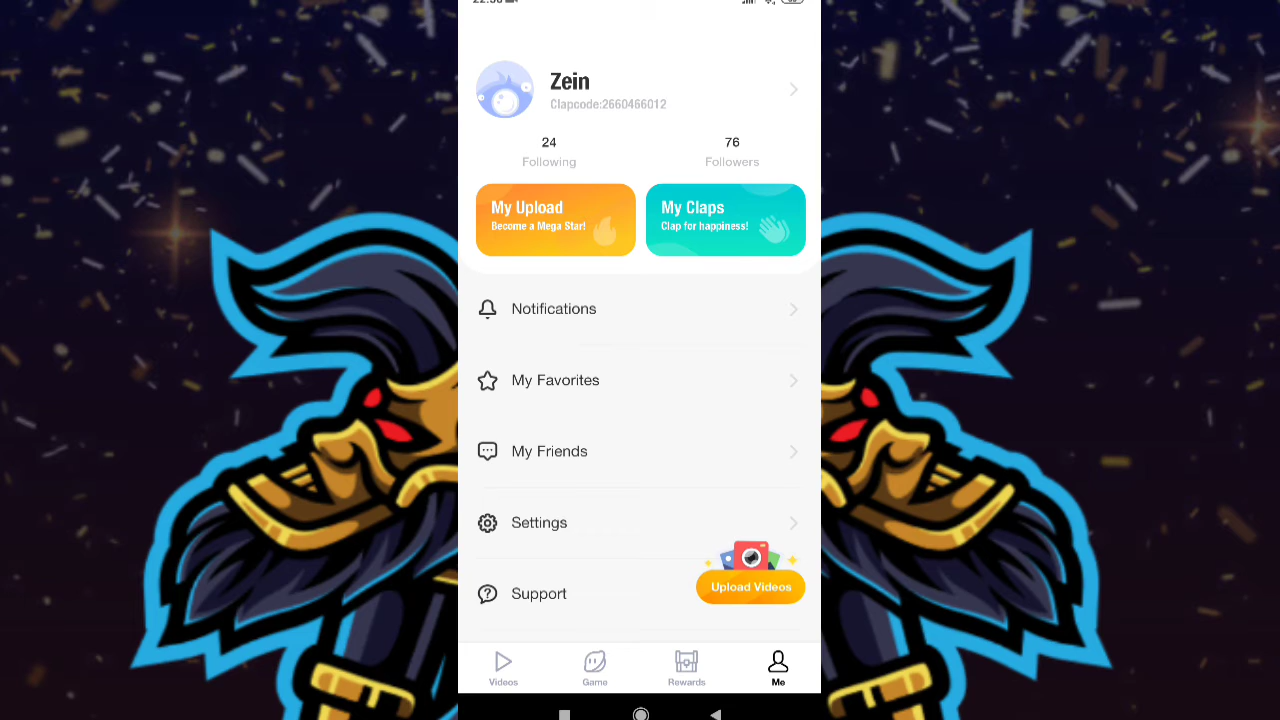 Zein
Clapcode:2660466012
24
76
Following
Followers
My Upload
Become a Mega Star!
My Claps
Clap for happiness!
Notifications
My Favorites
My Friends
Settings
Upload Videos
Support
Videos
Game
Rewards
Me